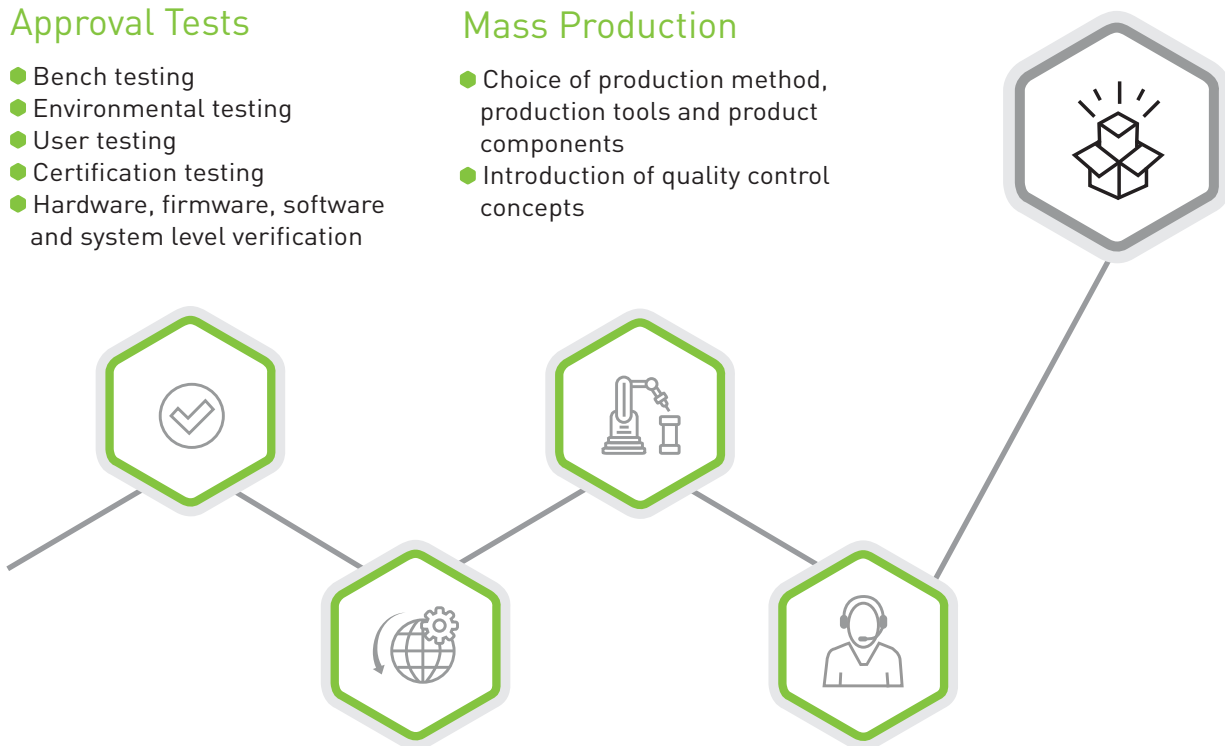 Approval Tests
Bench testing
Environmental testing
User testing
Certification testing
Hardware, firmware, software
and system level verification
Mass Production
Choice of production method,
production tools and product
components
Introduction of quality control
concepts